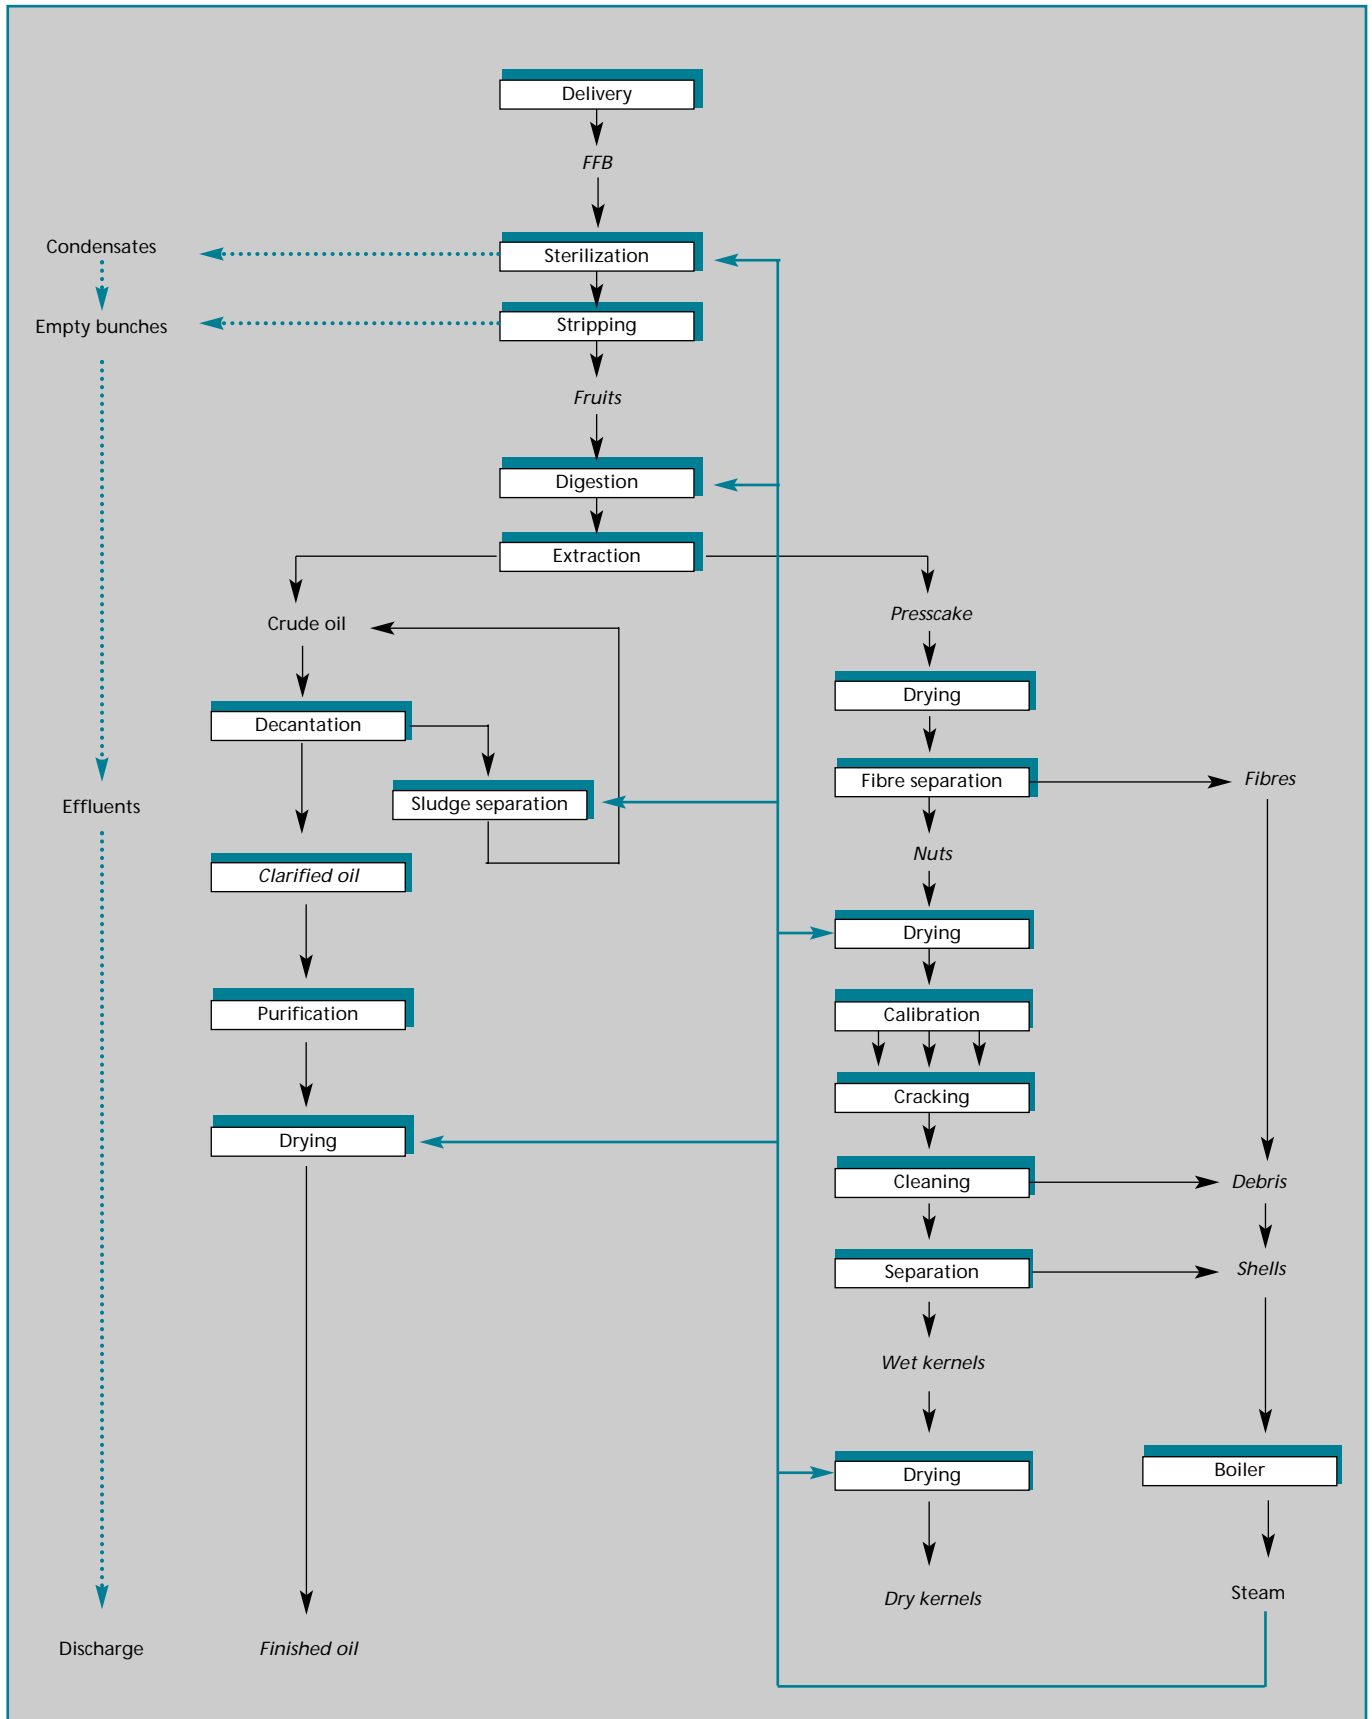 Delivery
FFB
Condensates
Sterilization
Empty bunches
Stripping
Fruits
Digestion
Extraction
Crude oil
Presscake
Drying
Decantation
Fibre separation
Fibres
Effluents
Sludge separation
Nuts
Clarified oil
Drying
Purification
Calibration
Cracking
Drying
Cleaning
Debris
Separation
Shells
Wet kernels
Drying
Boiler
Dry kernels
Steam
Discharge
Finished oil